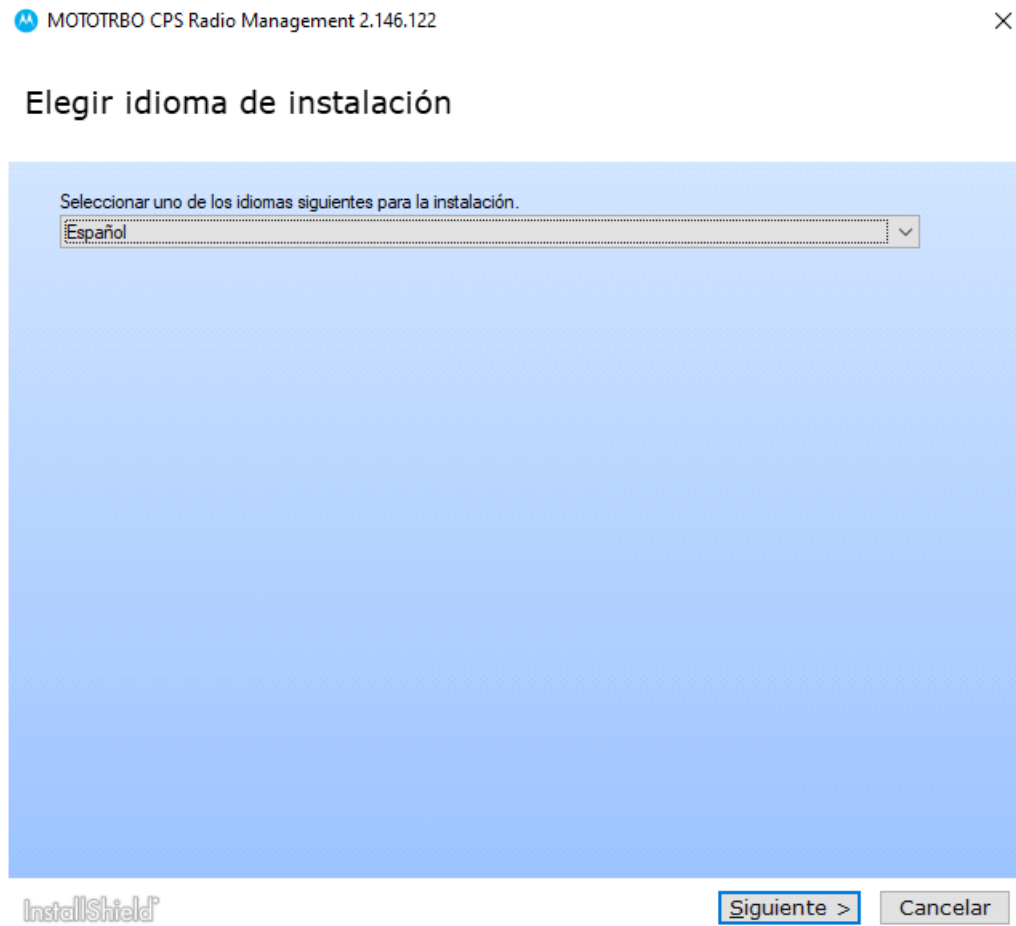 MOTOTRBO CPS Radio Management 2.146.122
Elegir idioma de instalación
Seleccionar uno de los idiomas siguientes para la instalación.
Español
InstallShield®
Siguiente >
Cancelar